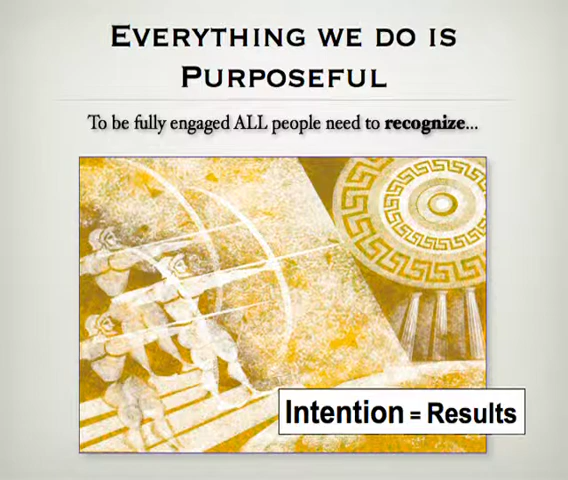 Everything we do is
Purposeful
To be fully engaged ALL people need to recognize...
Intention = Results